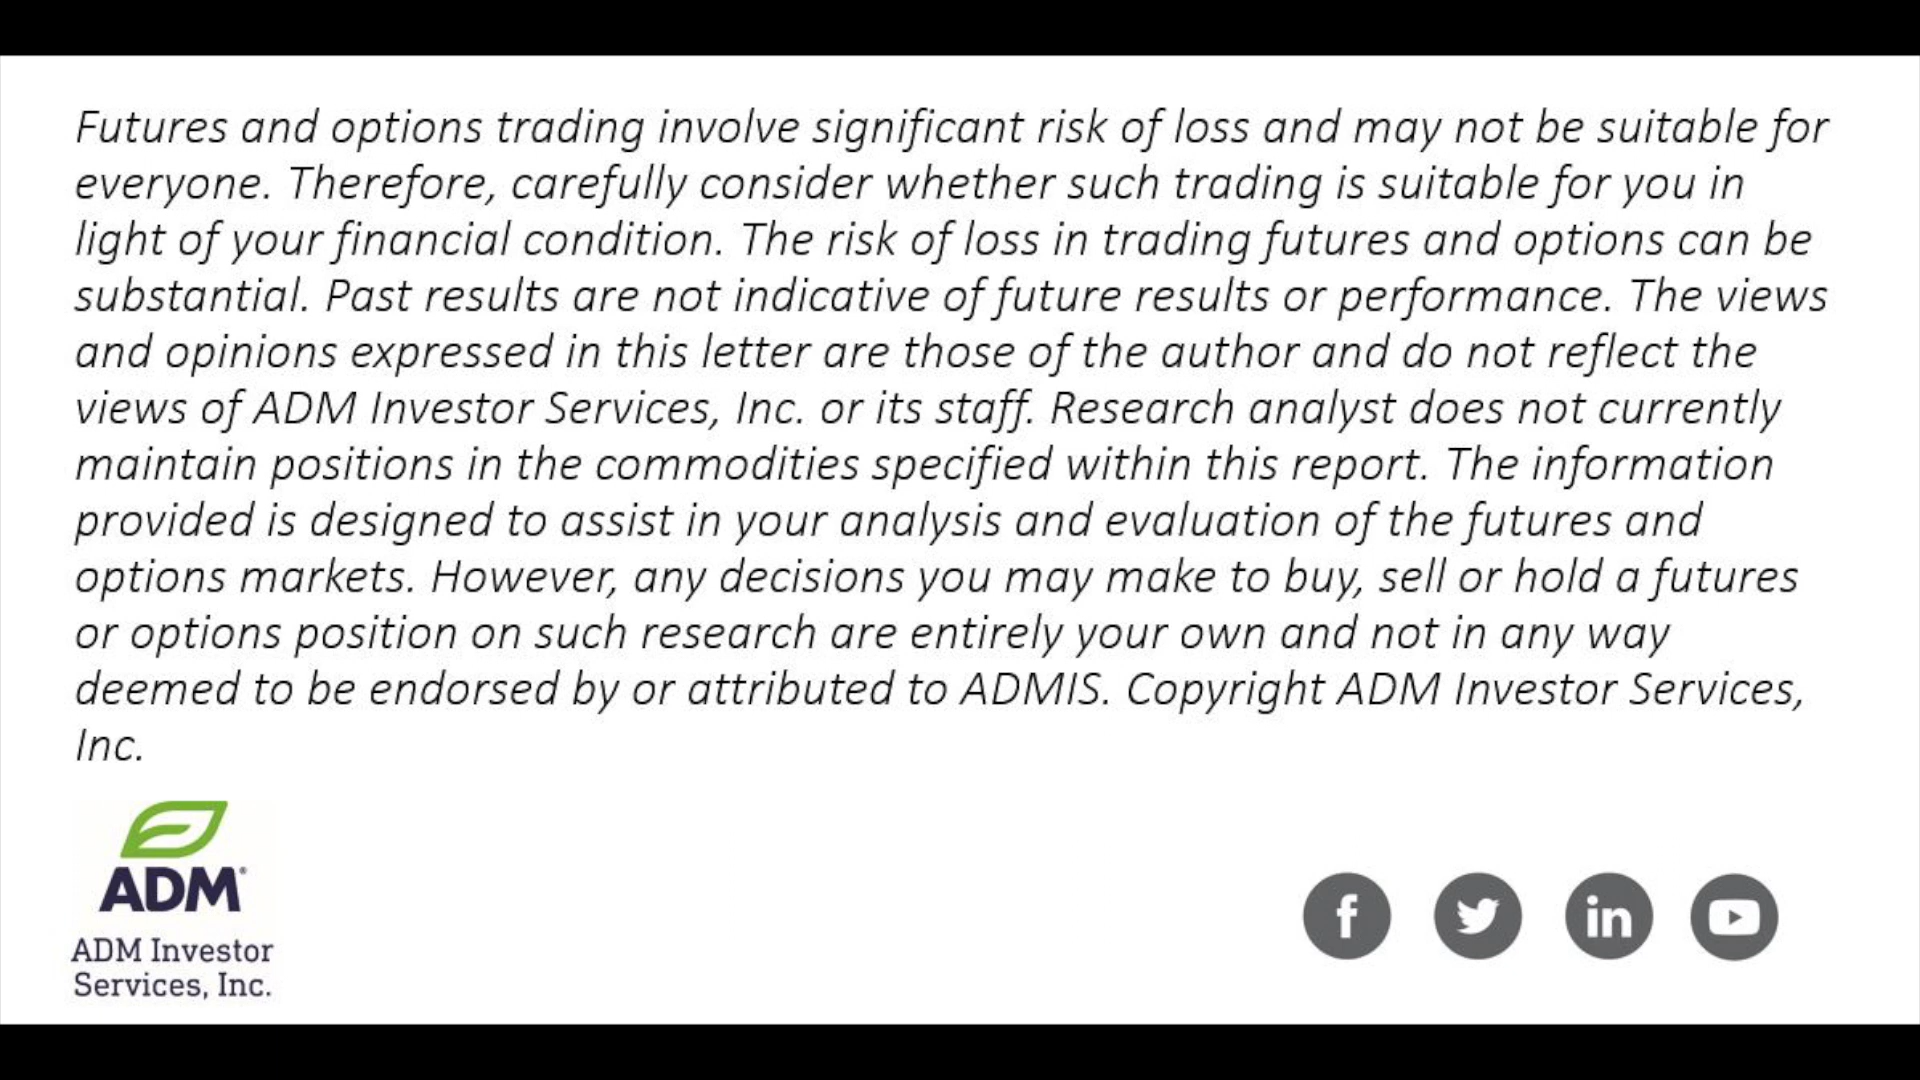 Futures and options trading involve significant risk of loss and may not be suitable for
everyone. Therefore, carefully consider whether such trading is suitable for you in
light of your financial condition. The risk of loss in trading futures and options can be
substantial. Past results are not indicative of future results or performance. The views
and opinions expressed in this letter are those of the author and do not reflect the
views of ADM Investor Services, Inc. or its staff. Research analyst does not currently
maintain positions in the commodities specified within this report. The information
provided is designed to assist in your analysis and evaluation of the futures and
options markets. However, any decisions you may make to buy, sell or hold a futures
or options position on such research are entirely your own and not in any way
deemed to be endorsed by or attributed to ADMIS. Copyright ADM Investor Services,
Inc.
ADM®
ADM Investor
Services, Inc.
f
in